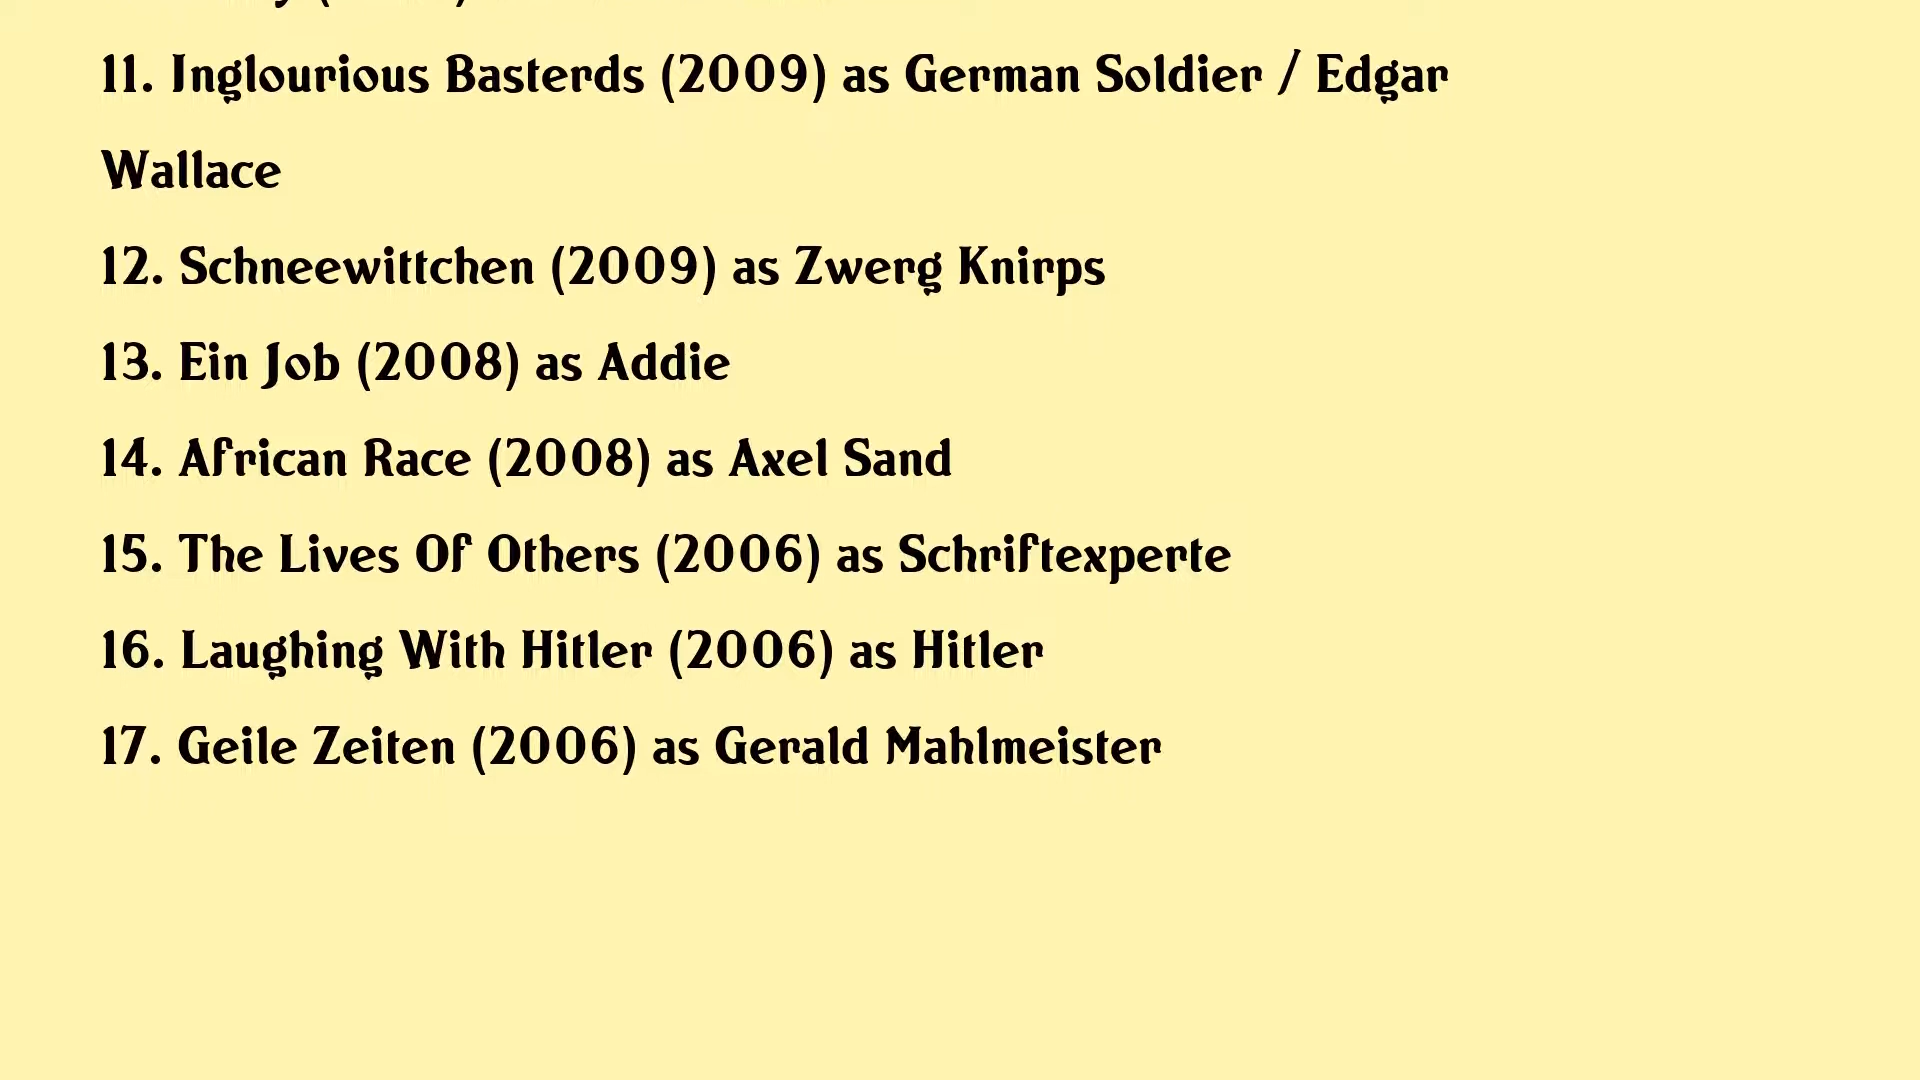 11. Inglourious Basterds (2009) as German Soldier / Edgar
Wallace
12. Schneewittchen (2009) as Zwerg Knirps
13. Ein Job (2008) as Addie
14. African Race (2008) as Axel Sand
15. The Lives Of Others (2006) as Schriftexperte
16. Laughing With Hitler (2006) as Hitler
17. Geile Zeiten (2006) as Gerald Mahlmeister